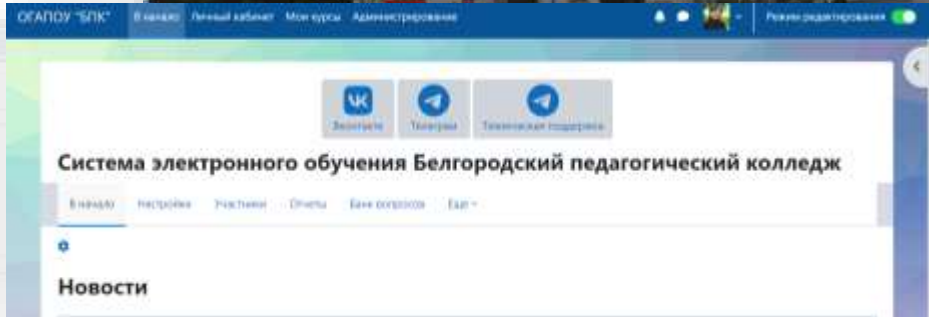 ОГАПОУ "БПК" В начало Личный кабинет Мои курсы Администрирование Режим редактирования
Вконтакте Телеграм Техническая поддержка
Система электронного обучения Белгородский педагогический колледж
В начало Настройки Участники Отчеты Банк вопросов Еще
Новости